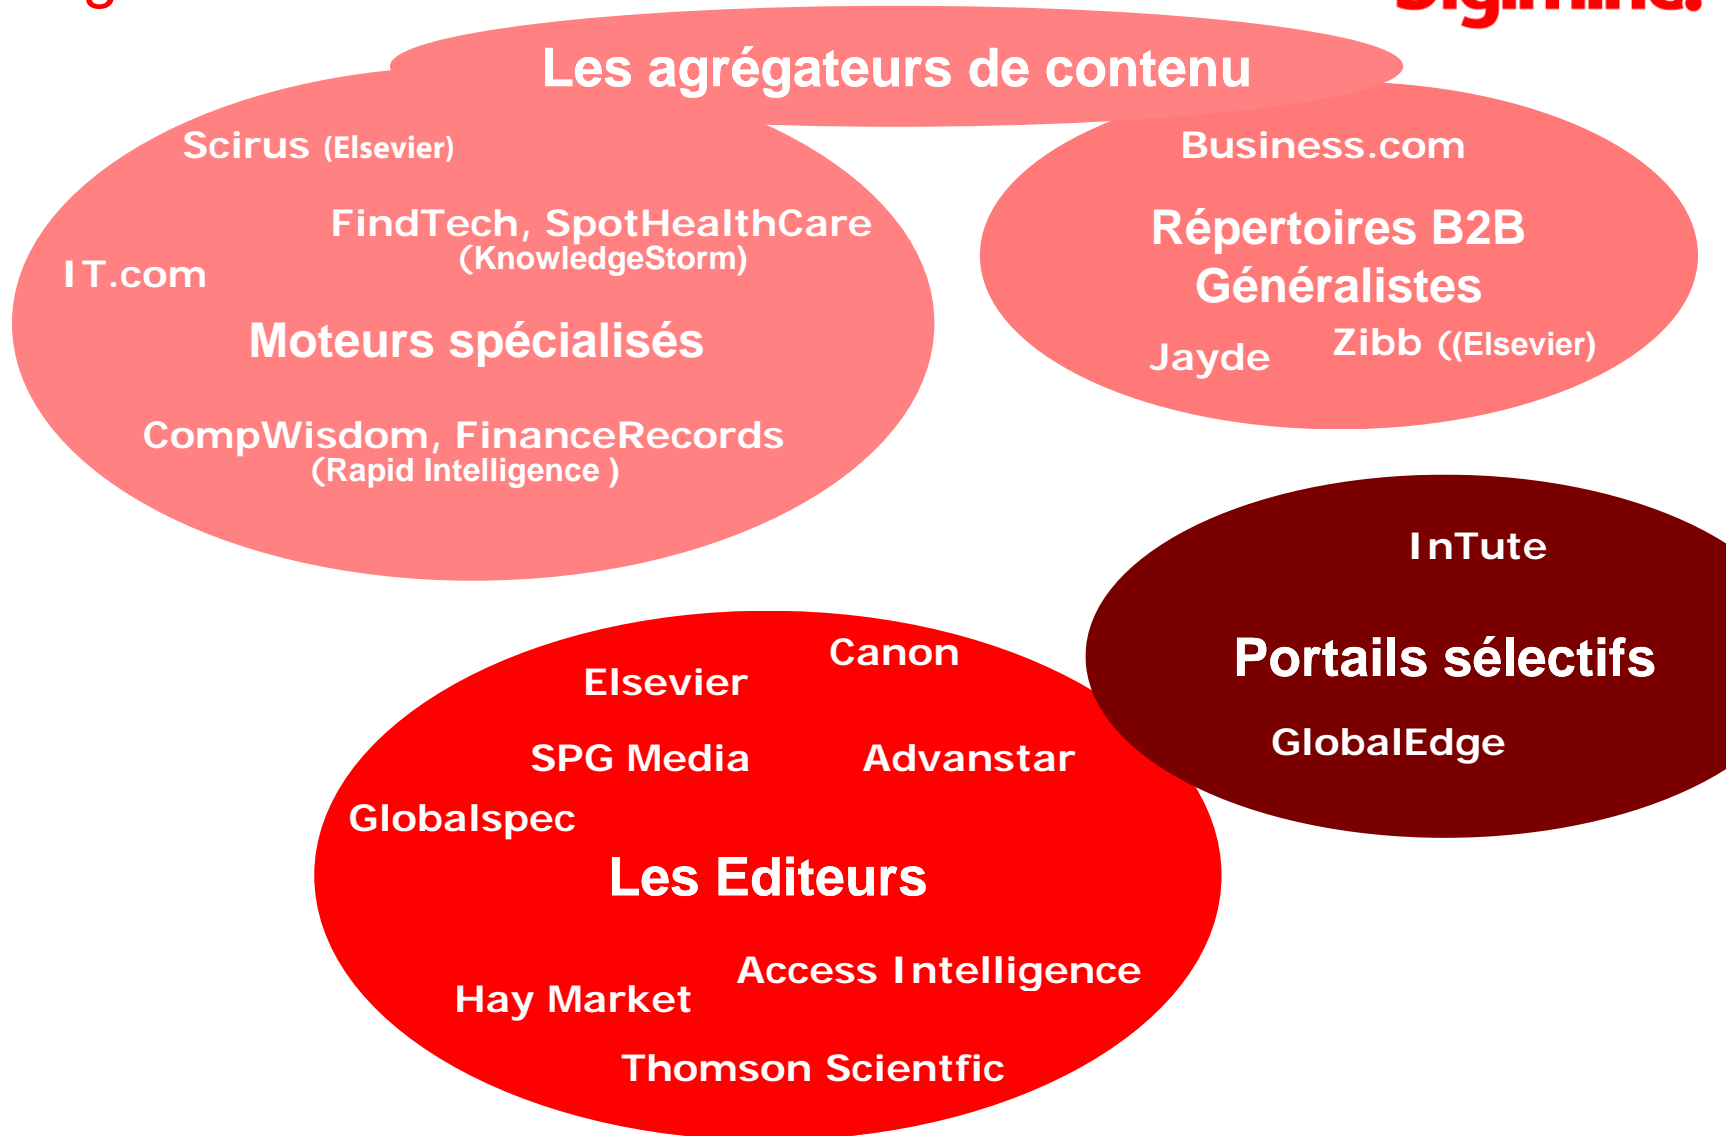 Les agrégateurs de contenu
Scirus (Elsevier)
FindTech, SpotHealthCare
(KnowledgeStorm)
IT.com
Moteurs spécialisés
CompWisdom, FinanceRecords
(Rapid Intelligence )
Business.com
Répertoires B2B
Généralistes
Jayde
Zibb ((Elsevier)
InTute
Portails sélectifs
GlobalEdge
Canon
Elsevier
SPG Media
Advanstar
Globalspec
Les Editeurs
Access Intelligence
Hay Market
Thomson Scientfic